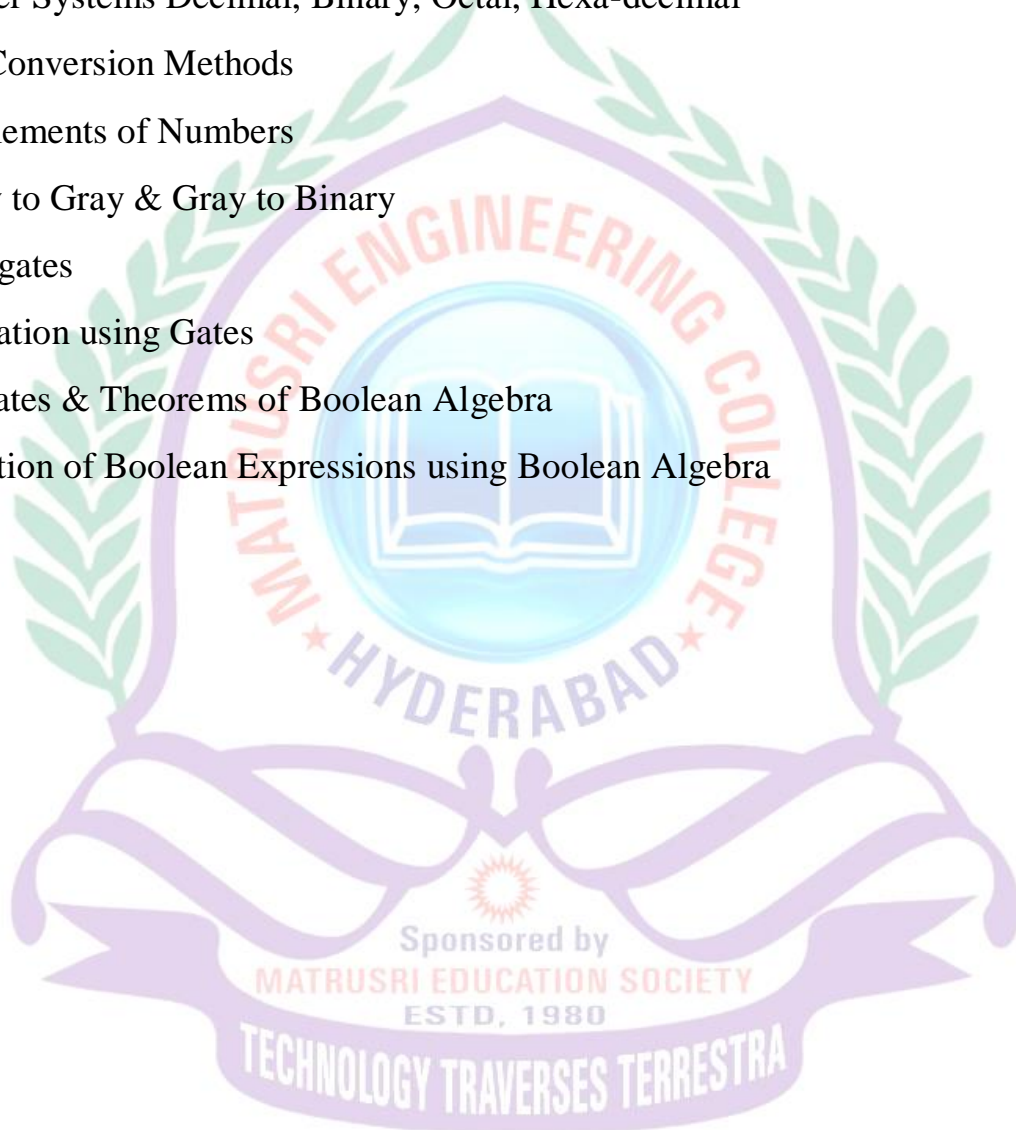 er Systems Decimal, Binary, Octal, Hexa-decimal
Conversion Methods
lements of Numbers
to Gray & Gray to Binary
gates
ation using Gates
ates & Theorems of Boolean Algebra
tion of Boolean Expressions using Boolean Algebra
MATRUSRI ENGINEERING COLLEGE
HYDERABAD
Sponsored by
MATRUSRI EDUCATION SOCIETY
ESTD, 1980
TECHNOLOGY TRAVERSES TERRESTRA